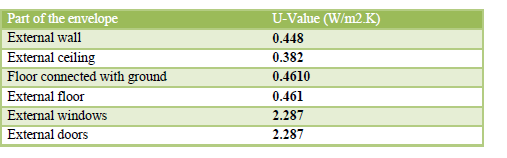 Part of the envelope U-Value (W/m2.K)
External wall 0.448
External ceiling 0.382
Floor connected with ground 0.4610
External floor 0.461
External windows 2.287
External doors 2.287